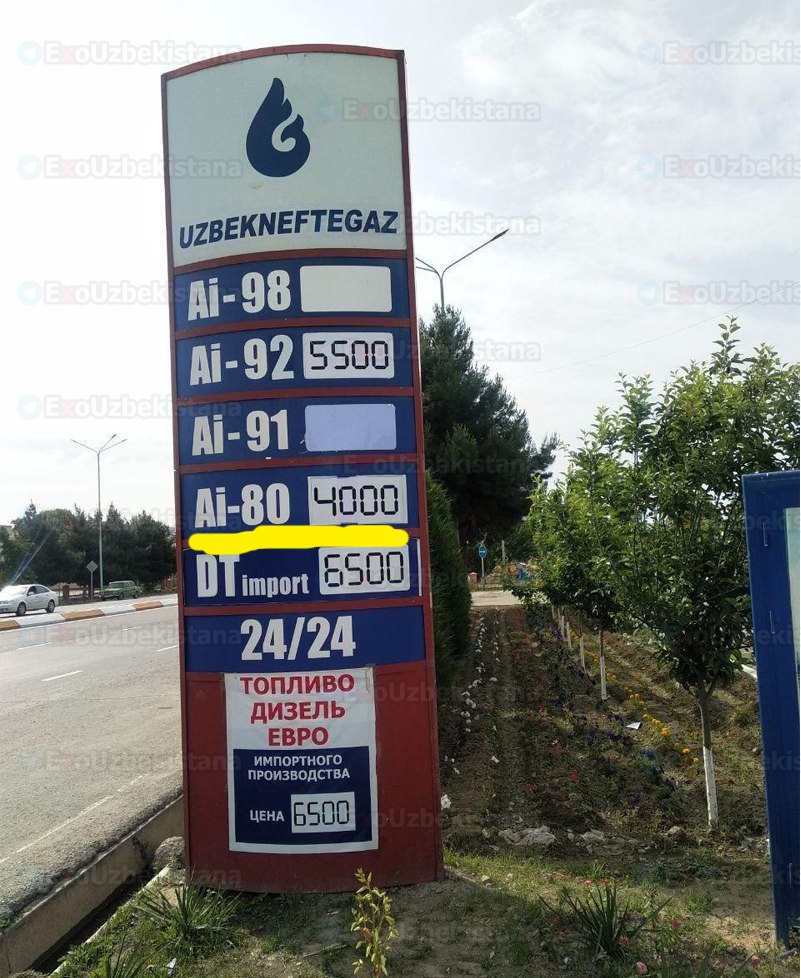 ExoUzbekistana
UZBEKNEFTEGAZ
Ai-98
Ai-92 5500
Ai-91
Ai-80 4000
DT import 6500
24/24
ТОПЛИВО
ДИЗЕЛЬ
ЕВРО
ИМПОРТНОГО
ПРОИЗВОДСТВА
ЦЕНА 6500